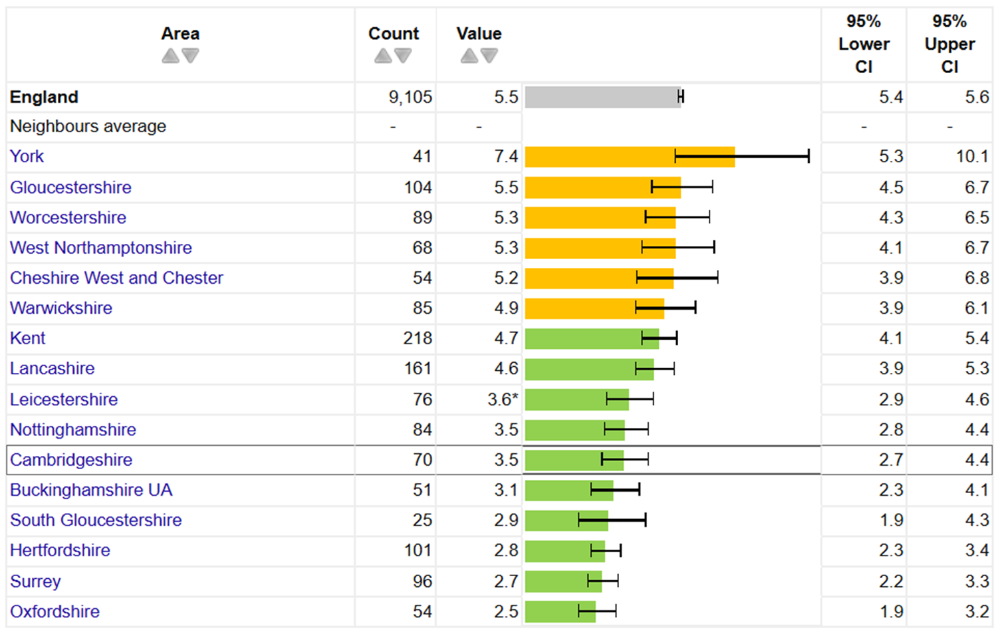 Area Count Value 95% Lower CI 95% Upper CI
England 9,105 5.5 5.4 5.6
Neighbours average - - - -
York 41 7.4 5.3 10.1
Gloucestershire 104 5.5 4.5 6.7
Worcestershire 89 5.3 4.3 6.5
West Northamptonshire 68 5.3 4.1 6.7
Cheshire West and Chester 54 5.2 3.9 6.8
Warwickshire 85 4.9 3.9 6.1
Kent 218 4.7 4.1 5.4
Lancashire 161 4.6 3.9 5.3
Leicestershire 76 3.6* 2.9 4.6
Nottinghamshire 84 3.5 2.8 4.4
Cambridgeshire 70 3.5 2.7 4.4
Buckinghamshire UA 51 3.1 2.3 4.1
South Gloucestershire 25 2.9 1.9 4.3
Hertfordshire 101 2.8 2.3 3.4
Surrey 96 2.7 2.2 3.3
Oxfordshire 54 2.5 1.9 3.2